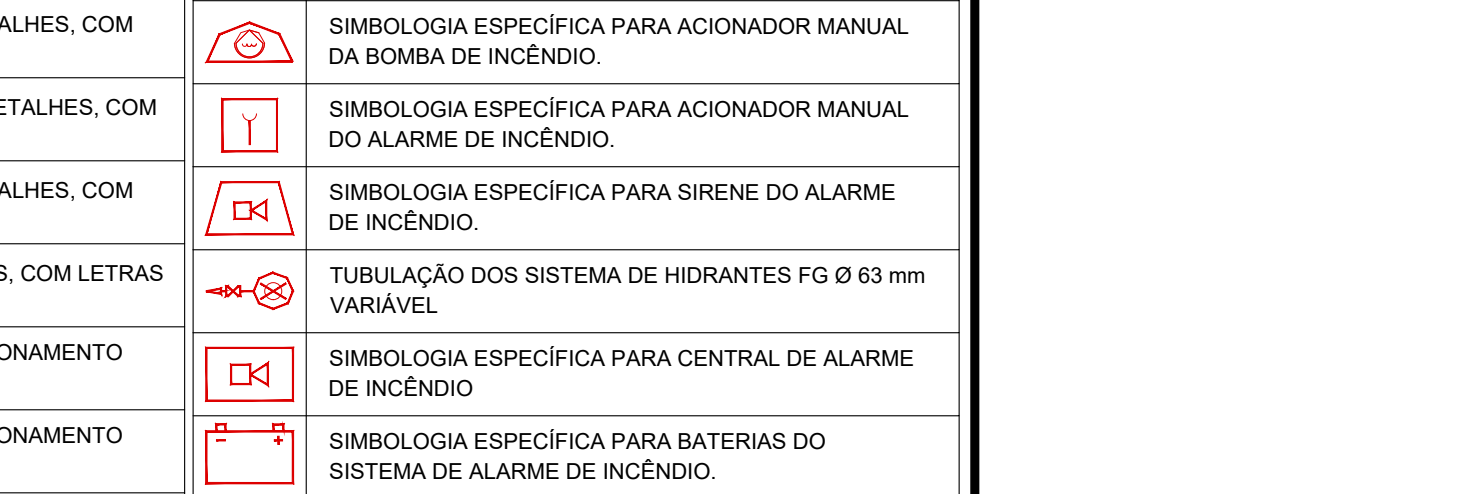 ALHES, COM
ETALHES, COM
ALHES, COM
S, COM LETRAS
ONAMENTO
ONAMENTO
SIMBOLOGIA ESPECÍFICA PARA ACIONADOR MANUAL
DA BOMBA DE INCÊNDIO.
SIMBOLOGIA ESPECÍFICA PARA ACIONADOR MANUAL
DO ALARME DE INCÊNDIO.
SIMBOLOGIA ESPECÍFICA PARA SIRENE DO ALARME
DE INCÊNDIO.
TUBULAÇÃO DOS SISTEMA DE HIDRANTES FG Ø 63 mm
VARIÁVEL
SIMBOLOGIA ESPECÍFICA PARA CENTRAL DE ALARME
DE INCÊNDIO
- +
SIMBOLOGIA ESPECÍFICA PARA BATERIAS DO
SISTEMA DE ALARME DE INCÊNDIO.